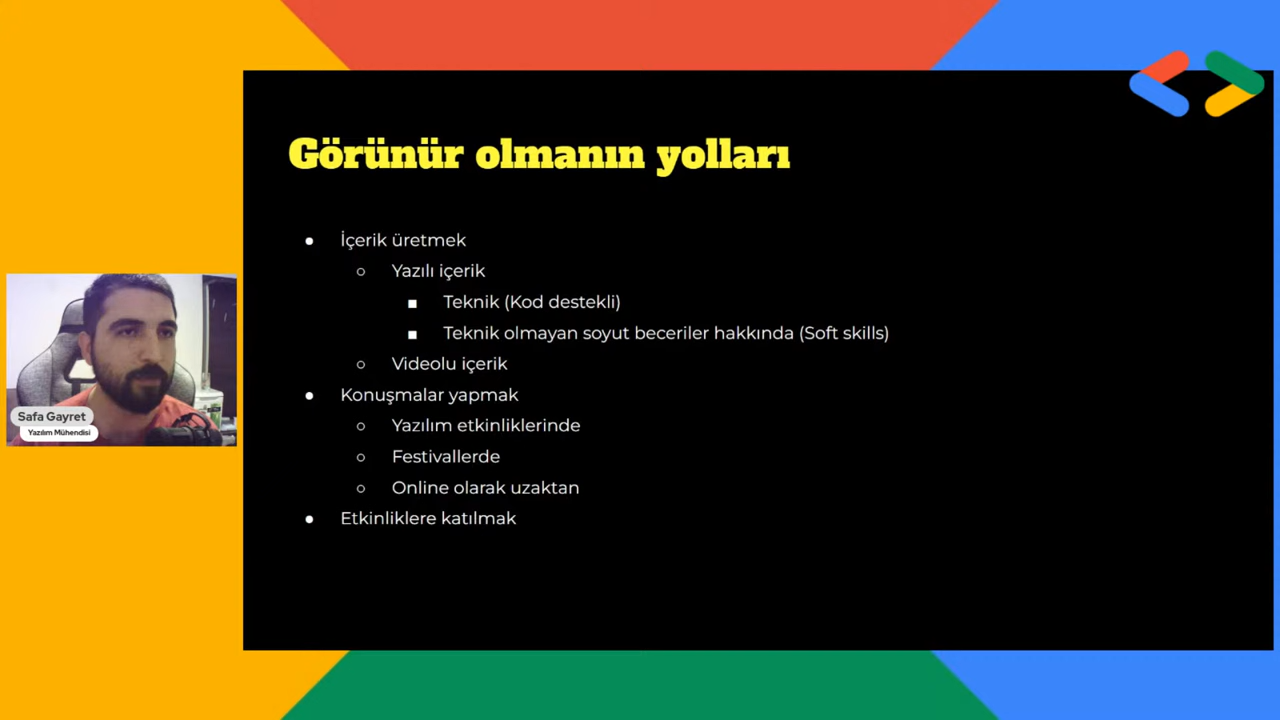 Görünür olmanın yolları
İçerik üretmek
Yazılı içerik
Teknik (Kod destekli)
Teknik olmayan soyut beceriler hakkında (Soft skills)
Videolu içerik
Konuşmalar yapmak
Yazılım etkinliklerinde
Festivallerde
Online olarak uzaktan
Etkinliklere katılmak
Safa Gayret
Yazılım Mühendisi